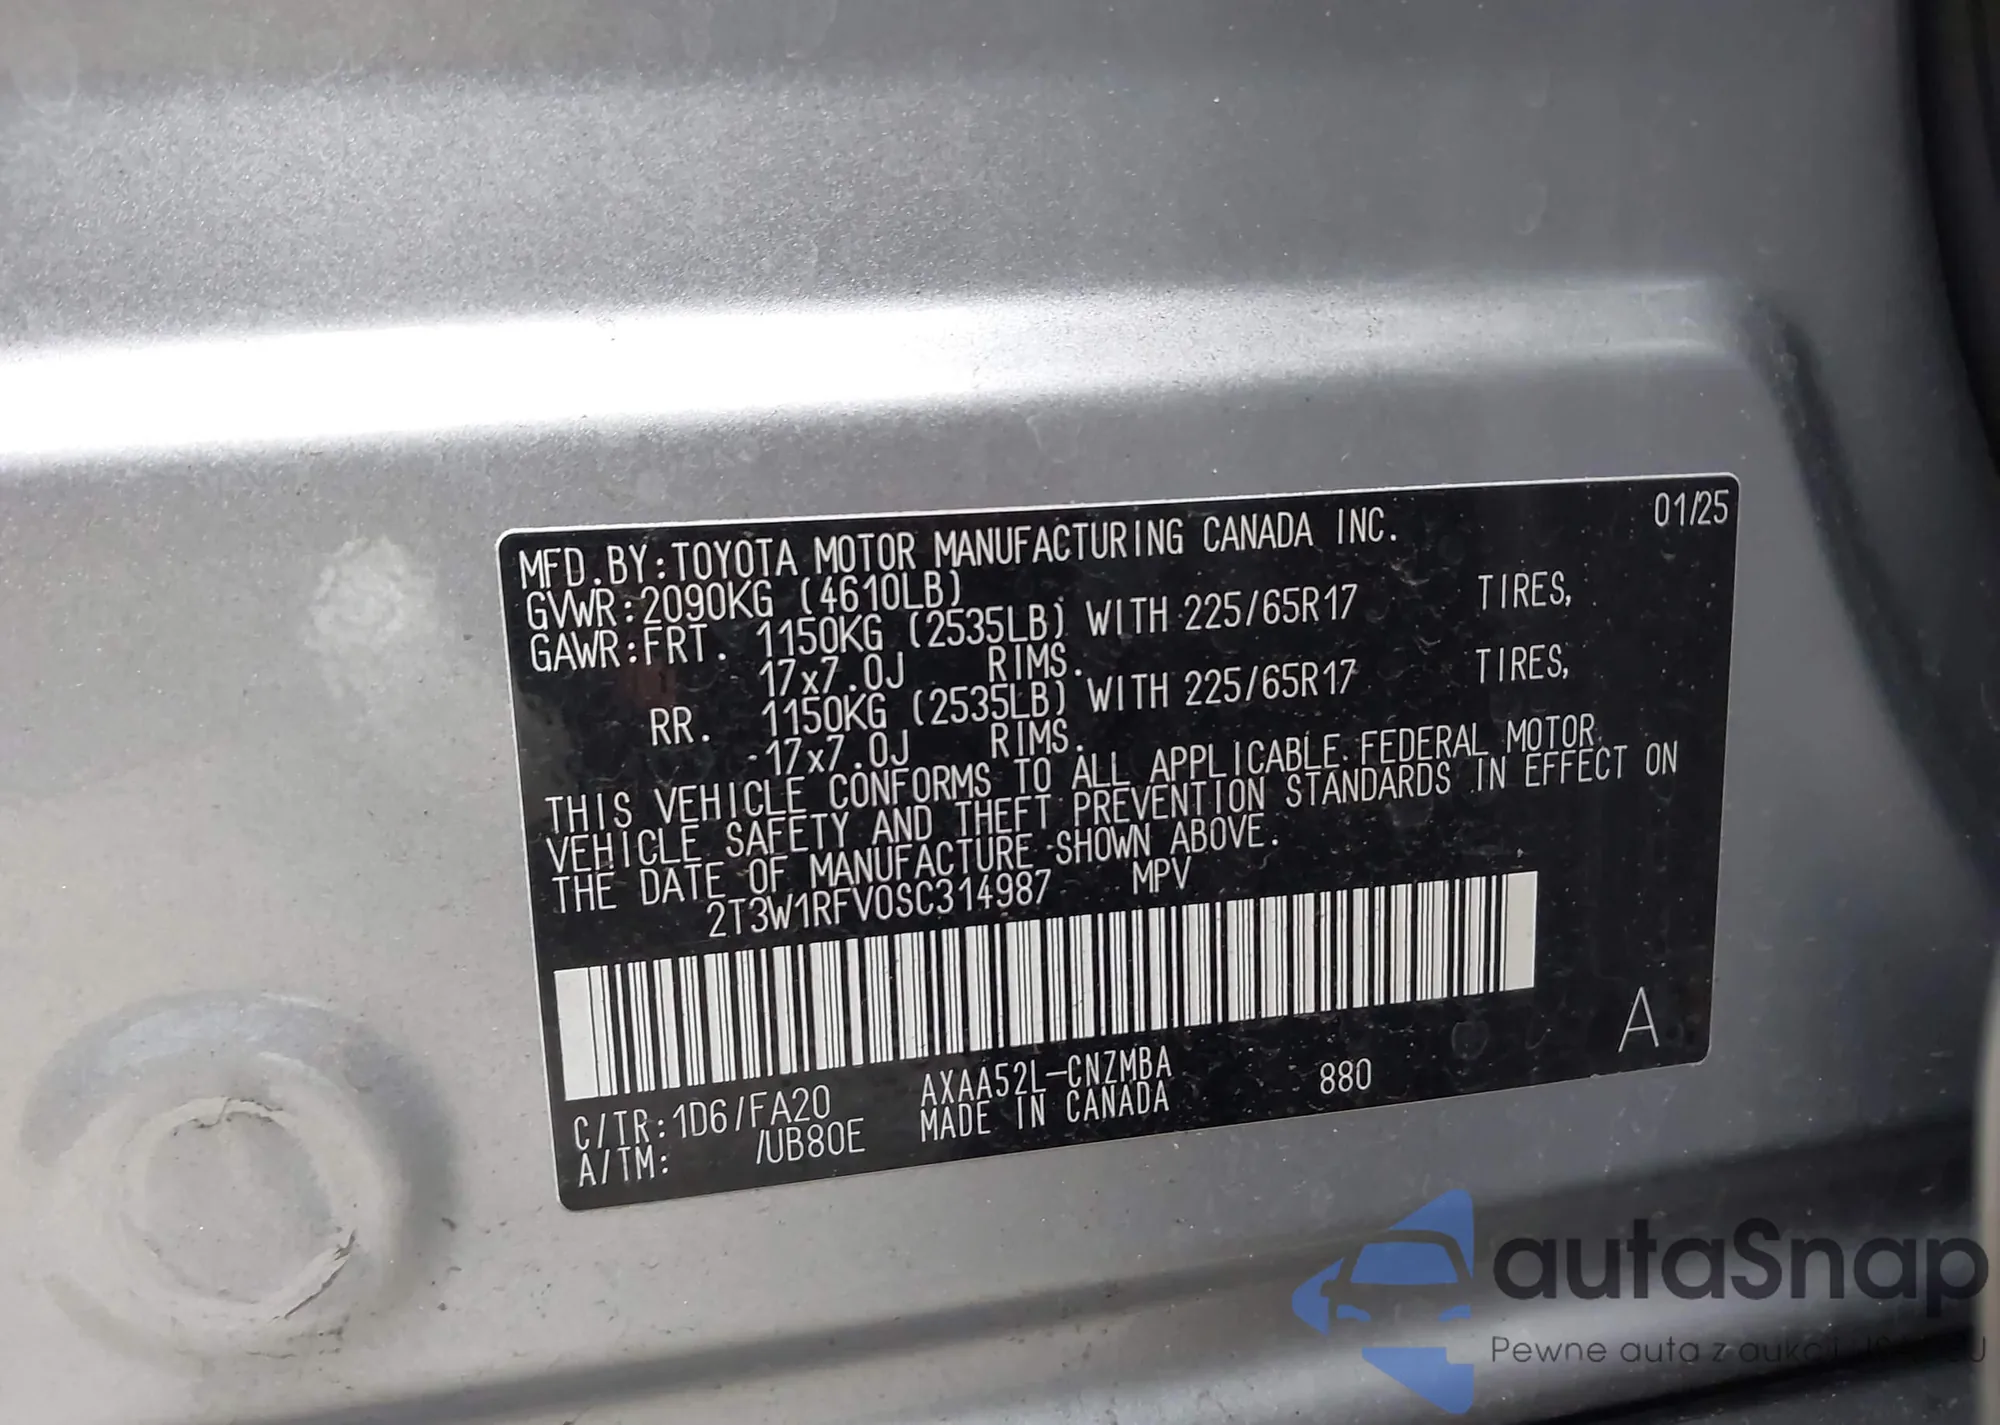 01/25
MFD.BY:TOYOTA MOTOR MANUFACTURING CANADA INC.
GVWR:2090KG (4610LB)
GAWR:FRT. 1150KG (2535LB) WITH 225/65R17 TIRES,
17x7.0J RIMS.
RR. 1150KG (2535LB) WITH 225/65R17 TIRES,
17x7.0J RIMS.
THIS VEHICLE CONFORMS TO ALL APPLICABLE FEDERAL MOTOR
VEHICLE SAFETY AND THEFT PREVENTION STANDARDS IN EFFECT ON
THE DATE OF MANUFACTURE SHOWN ABOVE.
2T3W1RFV0SC314987 MPV
A
C/TR:1D6/FA20 AXAA52L-CNZMBA 880
A/TM: /UB80E MADE IN CANADA
autaSnap
Pewne auta z aukcji